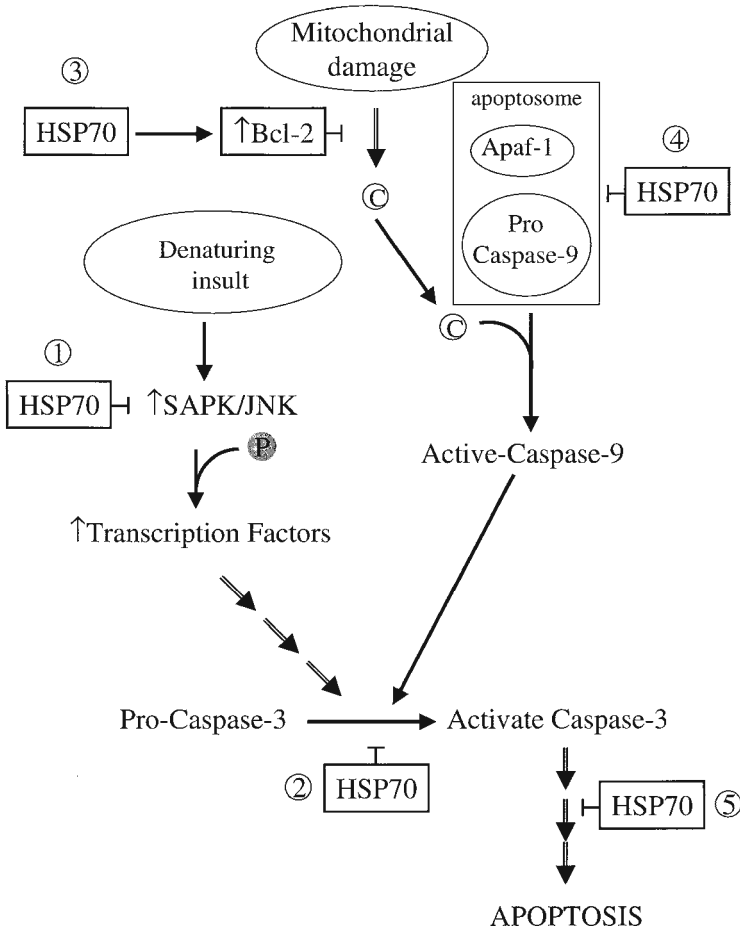 Mitochondrial
damage
③
apoptosome
HSP70
↑Bcl-2
Apaf-1
④
HSP70
C
Pro
Caspase-9
Denaturing
insult
C
①
HSP70
↑SAPK/JNK
P
Active-Caspase-9
↑Transcription Factors
Pro-Caspase-3
Activate Caspase-3
②
HSP70
HSP70
⑤
APOPTOSIS